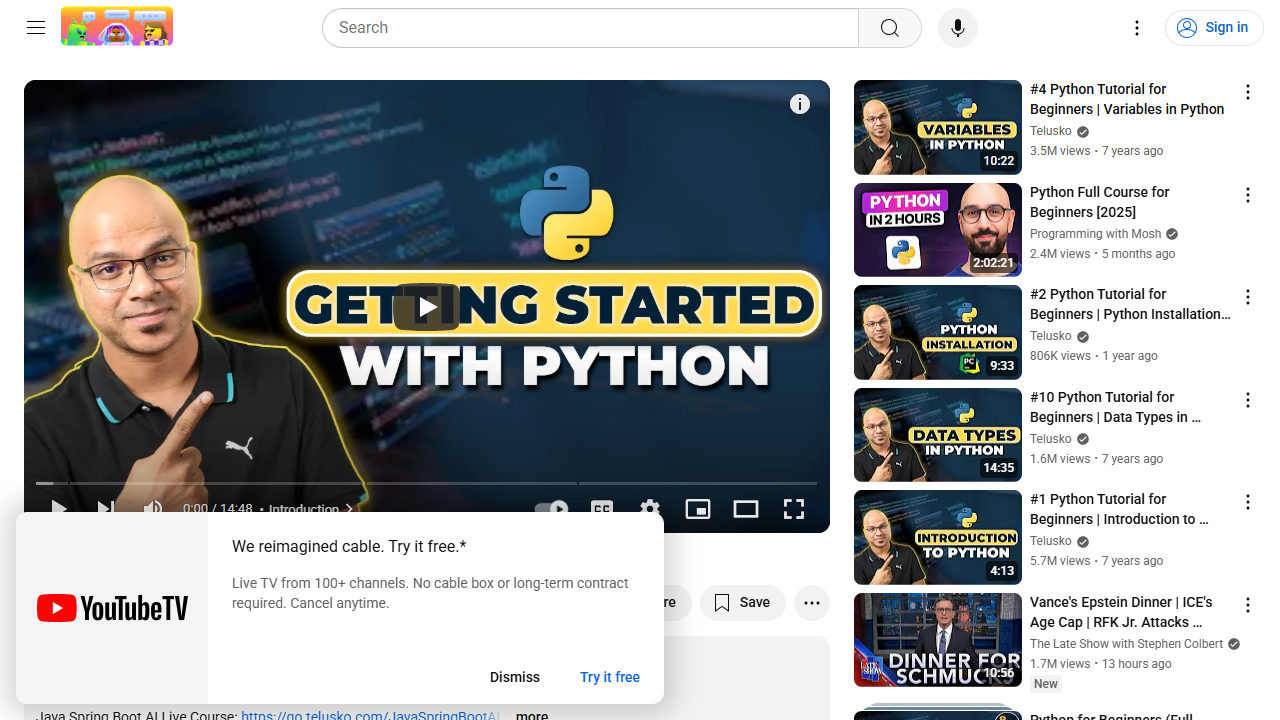 Search
Sign in
GETTING STARTED
WITH PYTHON
0:00 / 14:48 • Introduction
We reimagined cable. Try it free.*
Live TV from 100+ channels. No cable box or long-term contract
required. Cancel anytime.
YouTubeTV
Dismiss
Try it free
Save
Java Spring Boot AI Live Course: https://go.telusko.com/JavaSpringBootAI
...more
VARIABLES
IN PYTHON
10:22
#4 Python Tutorial for
Beginners | Variables in Python
Telusko
3.5M views • 7 years ago
PYTHON
IN 2 HOURS
2:02:21
Python Full Course for
Beginners [2025]
Programming with Mosh
2.4M views • 5 months ago
PYTHON
INSTALLATION
PC
9:33
#2 Python Tutorial for
Beginners | Python Installation...
Telusko
806K views • 1 year ago
DATA TYPES
IN PYTHON
14:35
#10 Python Tutorial for
Beginners | Data Types in ...
Telusko
1.6M views • 7 years ago
INTRODUCTION
TO PYTHON
4:13
#1 Python Tutorial for
Beginners | Introduction to ...
Telusko
5.7M views • 7 years ago
LATE SHOW
DINNER FOR
SCHMUCKS
10:56
Vance's Epstein Dinner | ICE's
Age Cap | RFK Jr. Attacks ...
The Late Show with Stephen Colbert
1.7M views • 13 hours ago
New
Python for Beginners (Full